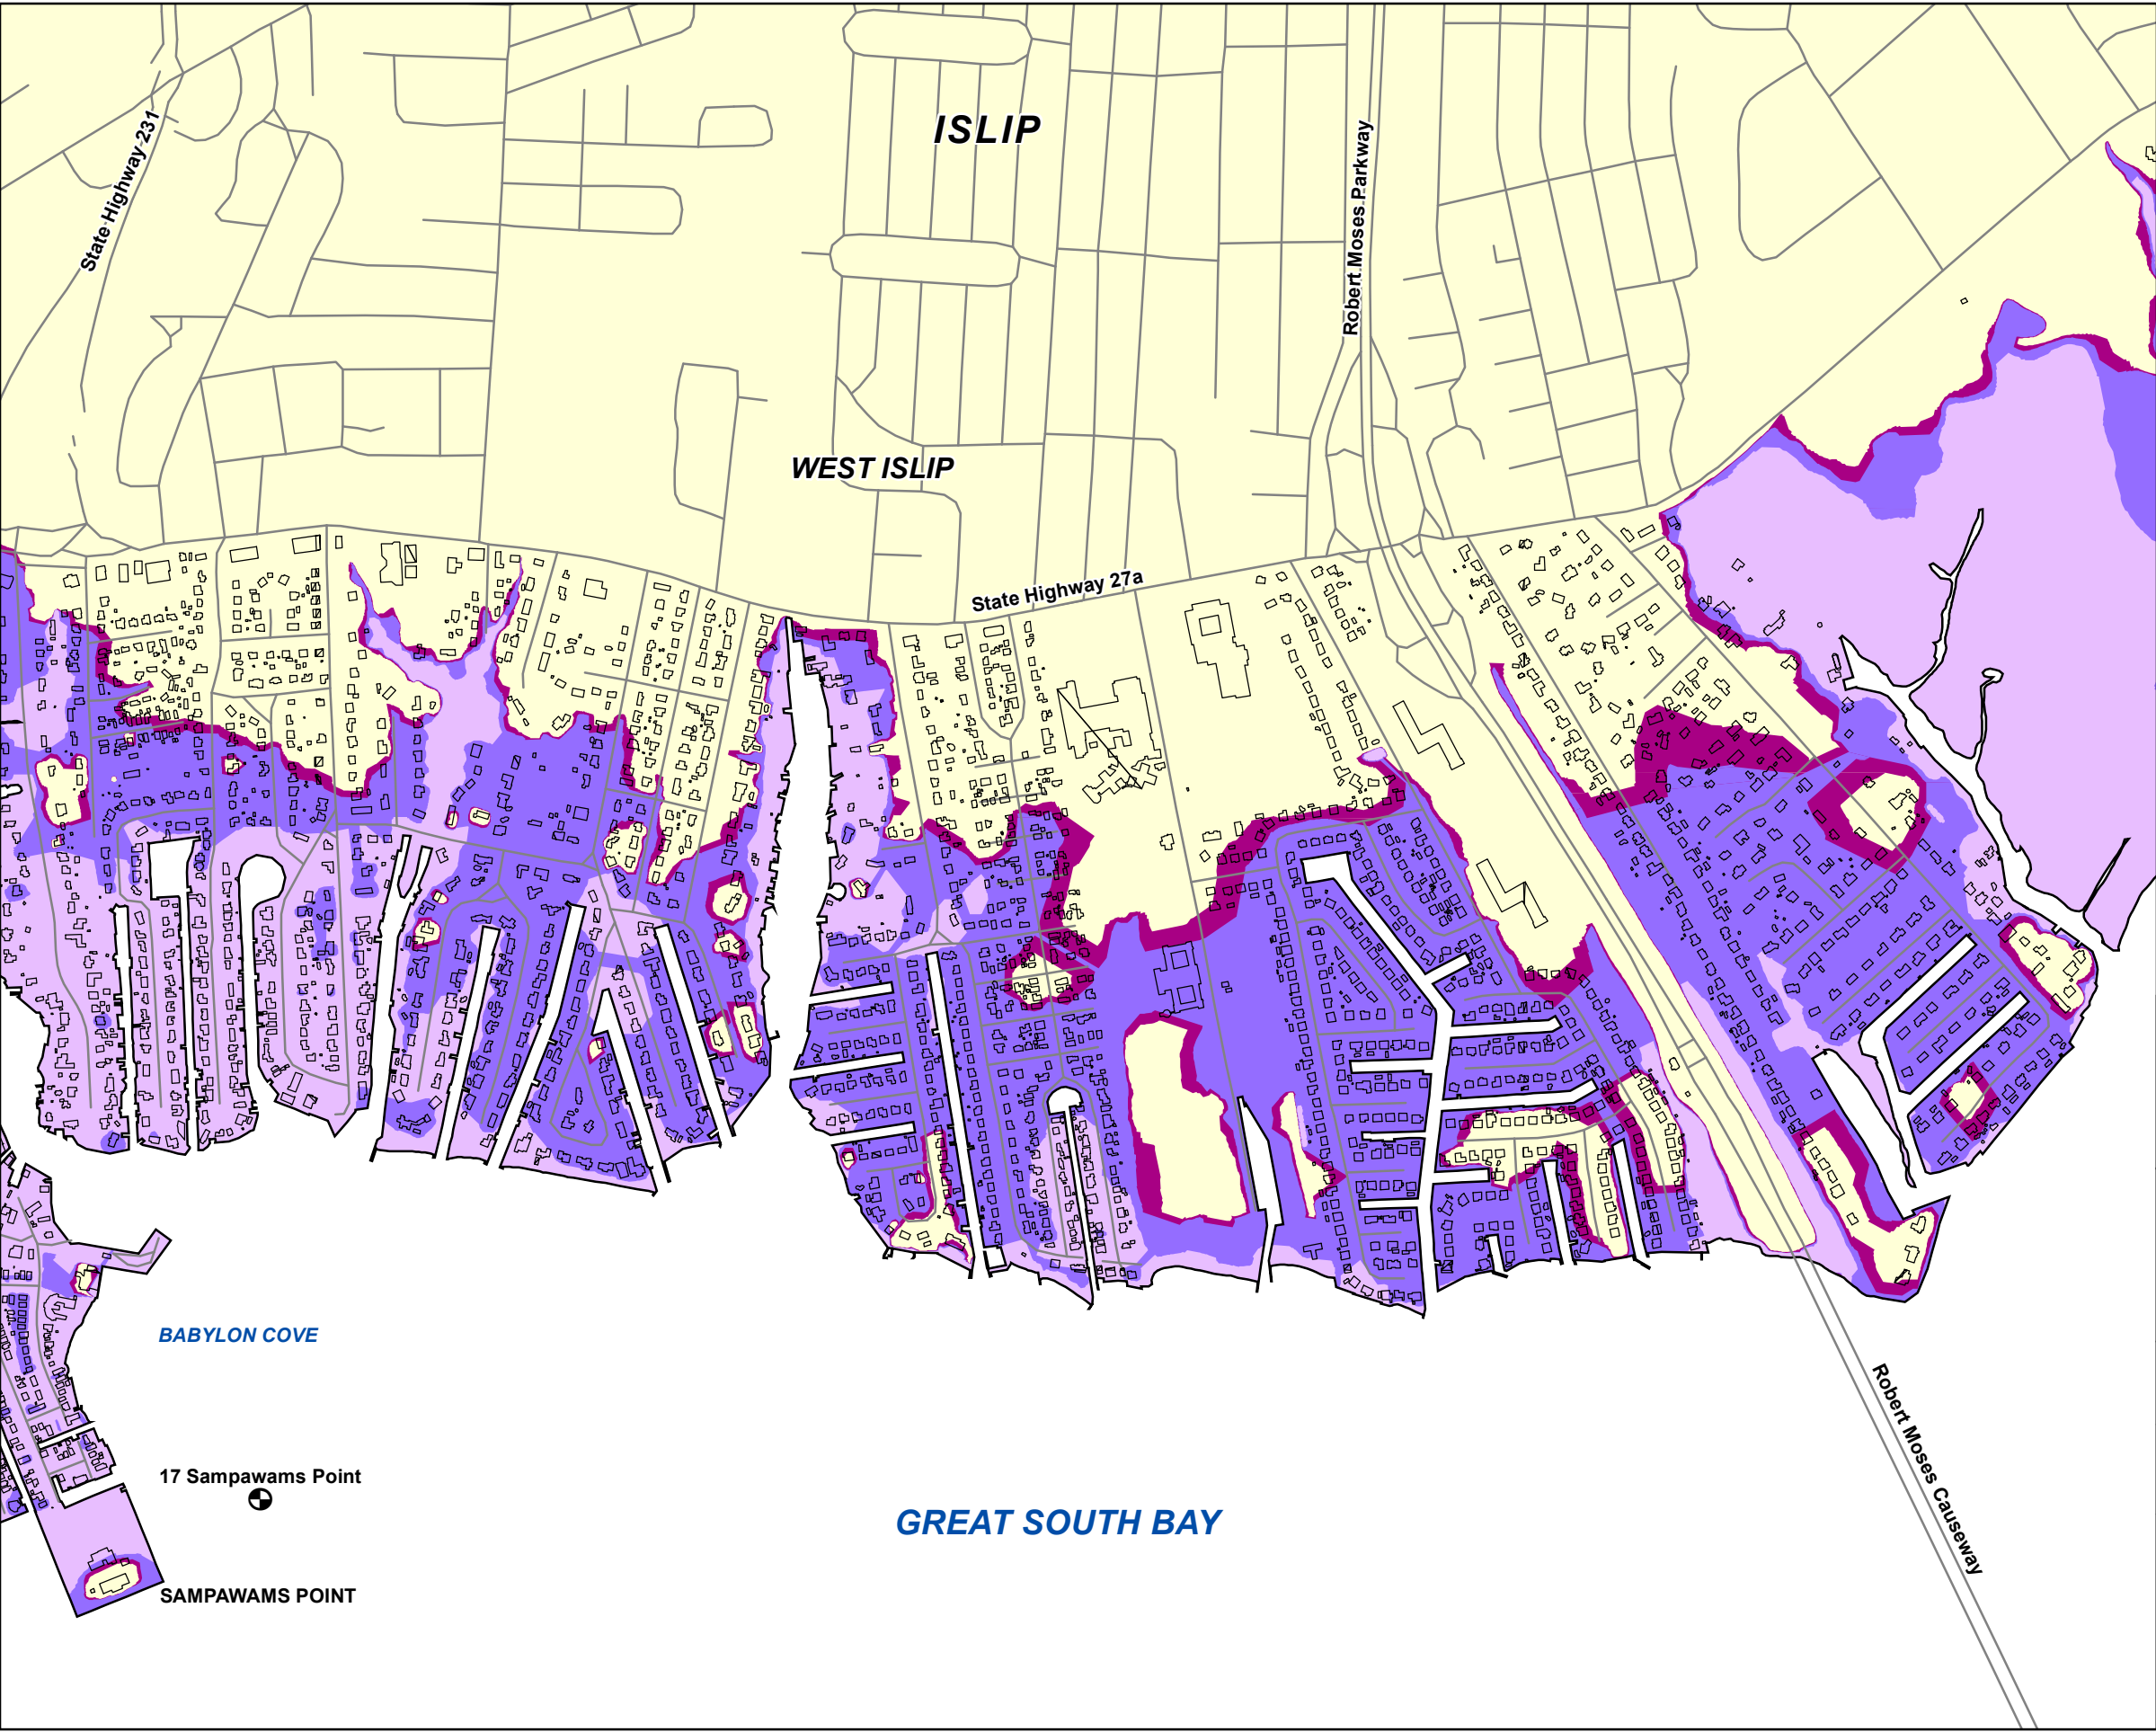 ISLIP
State Highway 231
Robert Moses Parkway
WEST ISLIP
State Highway 27a
BABYLON COVE
17 Sampawams Point
GREAT SOUTH BAY
Robert Moses Causeway
SAMPAWAMS POINT